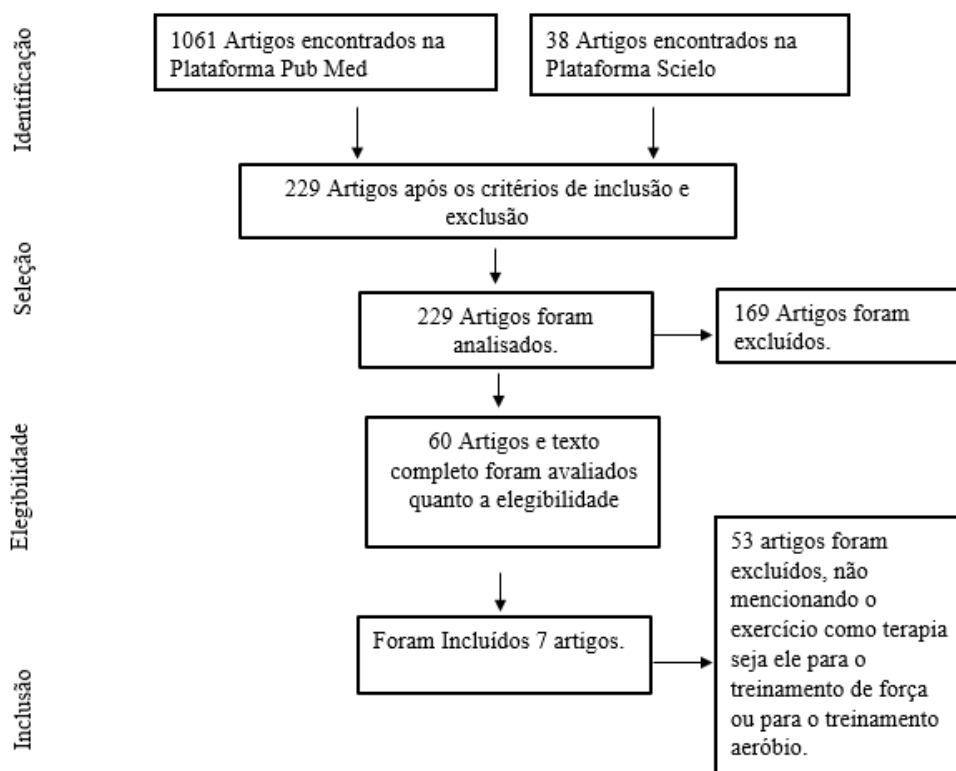 Identificação
1061 Artigos encontrados na
Plataforma Pub Med
38 Artigos encontrados na
Plataforma Scielo
229 Artigos após os critérios de inclusão e
exclusão
Seleção
229 Artigos foram
analisados.
169 Artigos foram
excluídos.
Elegibilidade
60 Artigos e texto
completo foram avaliados
quanto a elegibilidade
53 artigos foram
excluídos, não
mencionando o
exercício como terapia
seja ele para o
treinamento de força
ou para o treinamento
aeróbio.
Inclusão
Foram Incluídos 7 artigos.